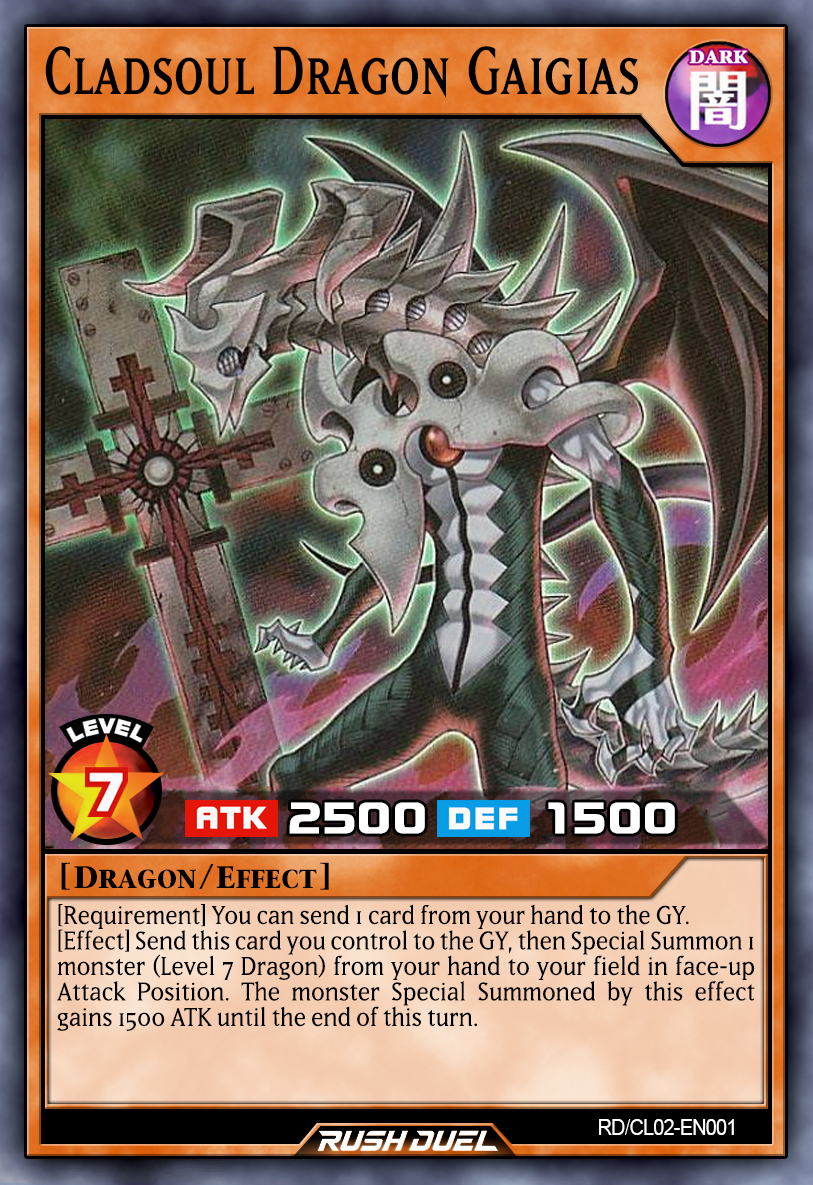 Cladsoul Dragon Gaigias
DARK
闇
LEVEL
7
ATK 2500 DEF 1500
[Dragon/Effect]
[Requirement] You can send 1 card from your hand to the GY.
[Effect] Send this card you control to the GY, then Special Summon 1
monster (Level 7 Dragon) from your hand to your field in face-up
Attack Position. The monster Special Summoned by this effect
gains 1500 ATK until the end of this turn.
RD/CL02-EN001
RUSH DUEL